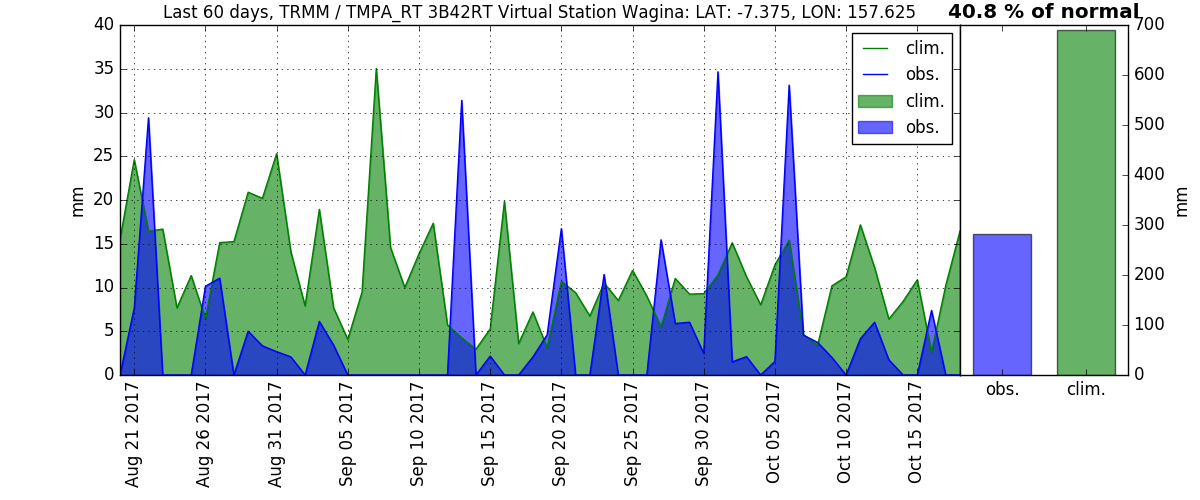 Last 60 days, TRMM / TMPA_RT 3B42RT Virtual Station Wagina: LAT: -7.375, LON: 157.625
40.8 % of normal
40
35
30
25
20
15
10
5
0
mm
clim.
obs.
clim.
obs.
700
600
500
400
300
200
100
0
mm
Aug 21 2017
Aug 26 2017
Aug 31 2017
Sep 05 2017
Sep 10 2017
Sep 15 2017
Sep 20 2017
Sep 25 2017
Sep 30 2017
Oct 05 2017
Oct 10 2017
Oct 15 2017
obs.
clim.